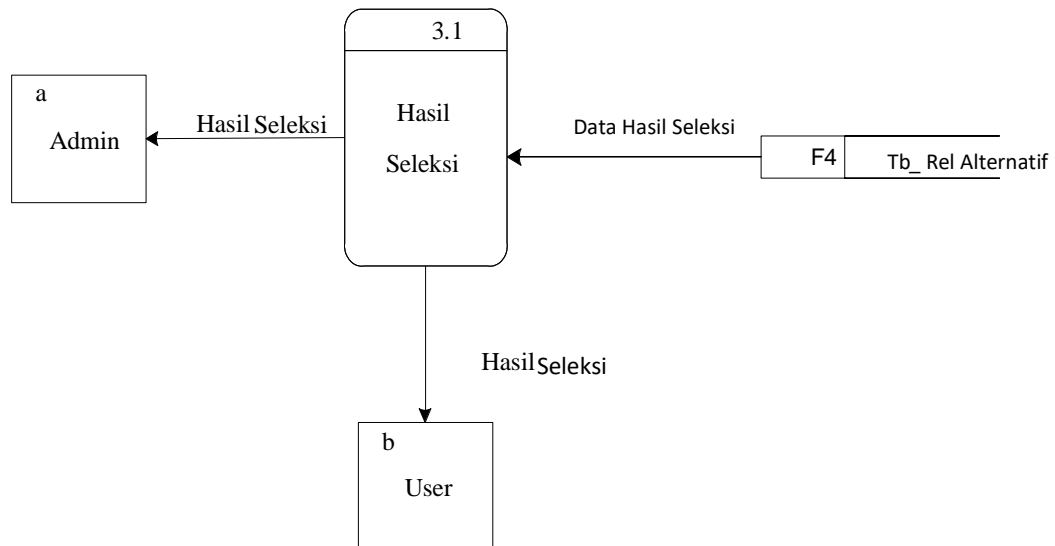 3.1
a
Admin
Hasil Seleksi
Hasil
Seleksi
Data Hasil Seleksi
F4
Tb_ Rel Alternatif
Hasil Seleksi
b
User